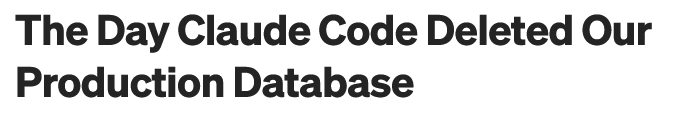 The Day Claude Code Deleted Our
Production Database